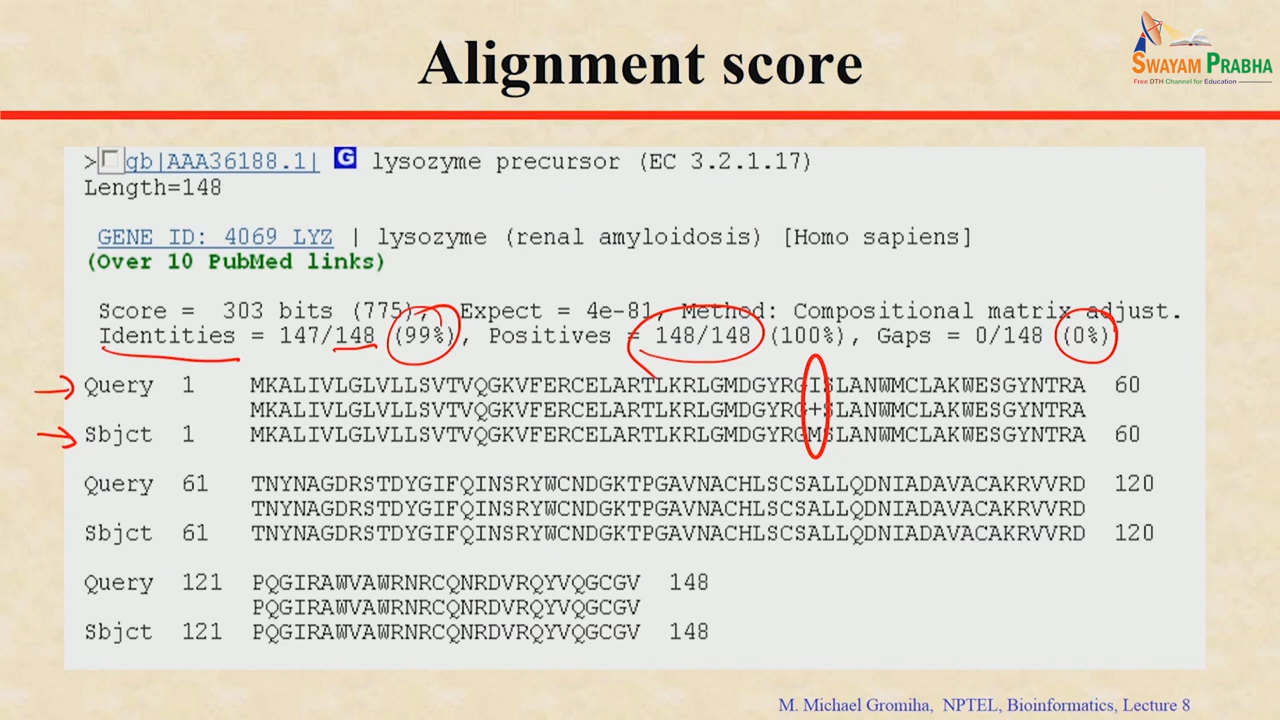 Alignment score
SWAYAM PRABHA
Free DTH Channel for Education
>gb|AAA36188.1| G lysozyme precursor (EC 3.2.1.17)
Length=148
GENE ID: 4069 LYZ | lysozyme (renal amyloidosis) [Homo sapiens]
(Over 10 PubMed links)
Score = 303 bits (775), Expect = 4e-81, Method: Compositional matrix adjust.
Identities = 147/148 (99%), Positives = 148/148 (100%), Gaps = 0/148 (0%)
Query 1 MKALIVLGLVLLSVTVQGKVFERCELARTLKRLGMDGYRGISLANWMCLAKWESGYNTRA 60
MKALIVLGLVLLSVTVQGKVFERCELARTLKRLGMDGYRG+SLANWMCLAKWESGYNTRA
Sbjct 1 MKALIVLGLVLLSVTVQGKVFERCELARTLKRLGMDGYRGMSLANWMCLAKWESGYNTRA 60
Query 61 TNYNAGDRSTDYGIFQINSRYWCNDGKTPGAVNACHLSCSALLQDNIADAVACAKRVVRD 120
TNYNAGDRSTDYGIFQINSRYWCNDGKTPGAVNACHLSCSALLQDNIADAVACAKRVVRD
Sbjct 61 TNYNAGDRSTDYGIFQINSRYWCNDGKTPGAVNACHLSCSALLQDNIADAVACAKRVVRD 120
Query 121 PQGIRAWVAWRNRCQNRDVRQYVQGCGV 148
PQGIRAWVAWRNRCQNRDVRQYVQGCGV
Sbjct 121 PQGIRAWVAWRNRCQNRDVRQYVQGCGV 148
M. Michael Gromiha, NPTEL, Bioinformatics, Lecture 8